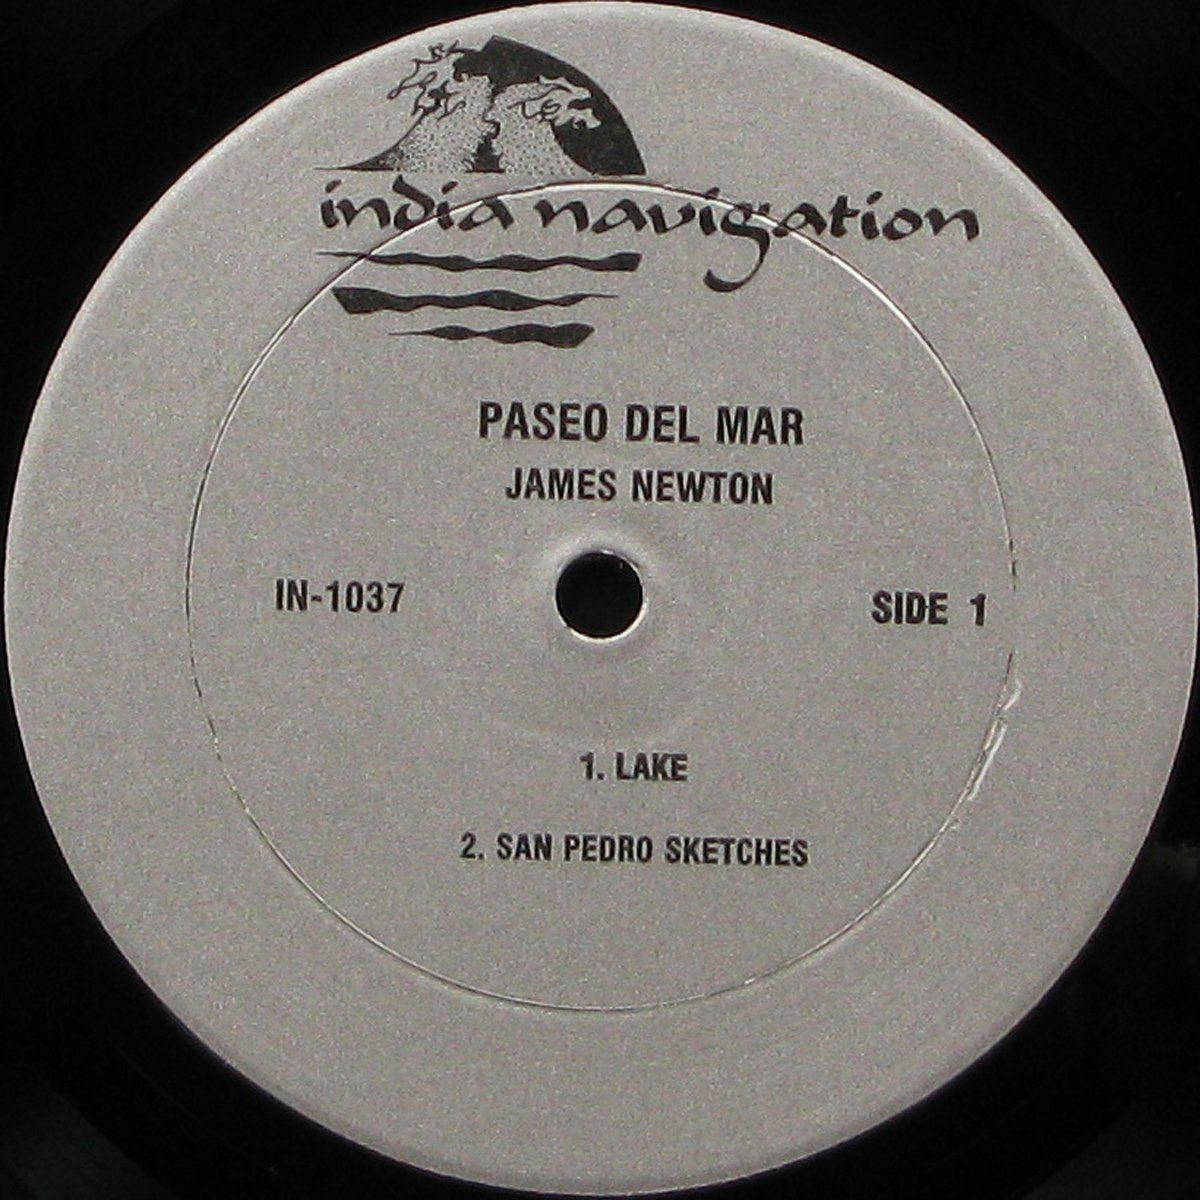 india navigation
PASEO DEL MAR
JAMES NEWTON
IN-1037
SIDE 1
1. LAKE
2. SAN PEDRO SKETCHES